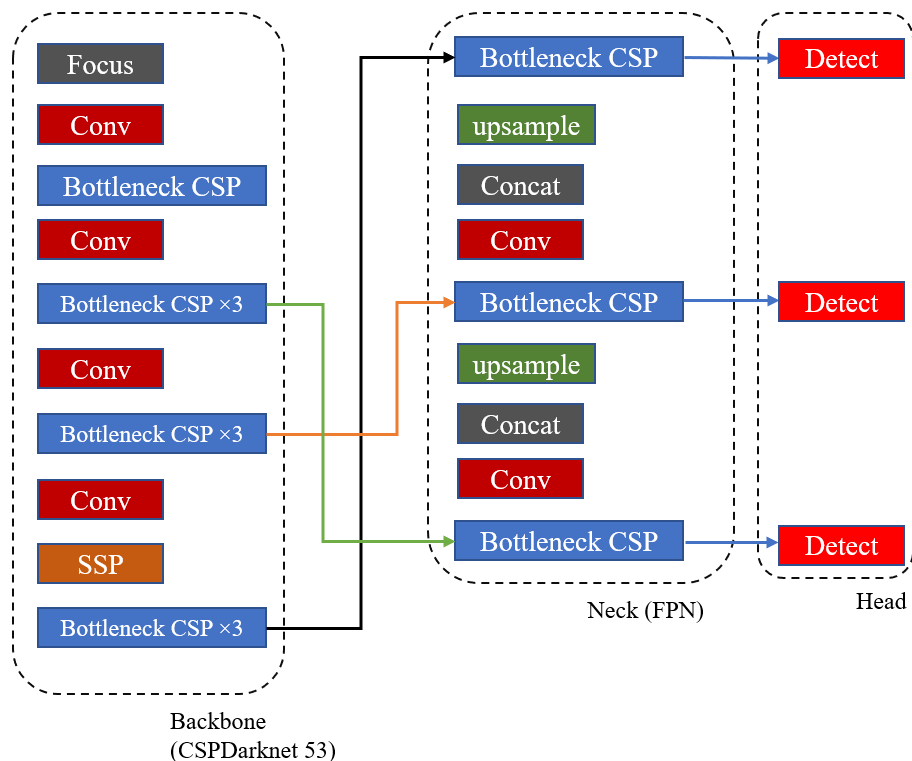 Focus
Conv
Bottleneck CSP
Conv
Bottleneck CSP ×3
Conv
Bottleneck CSP ×3
Conv
SSP
Bottleneck CSP ×3
Backbone
(CSPDarknet 53)
Bottleneck CSP
upsample
Concat
Conv
Bottleneck CSP
upsample
Concat
Conv
Bottleneck CSP
Neck (FPN)
Detect
Detect
Detect
Head